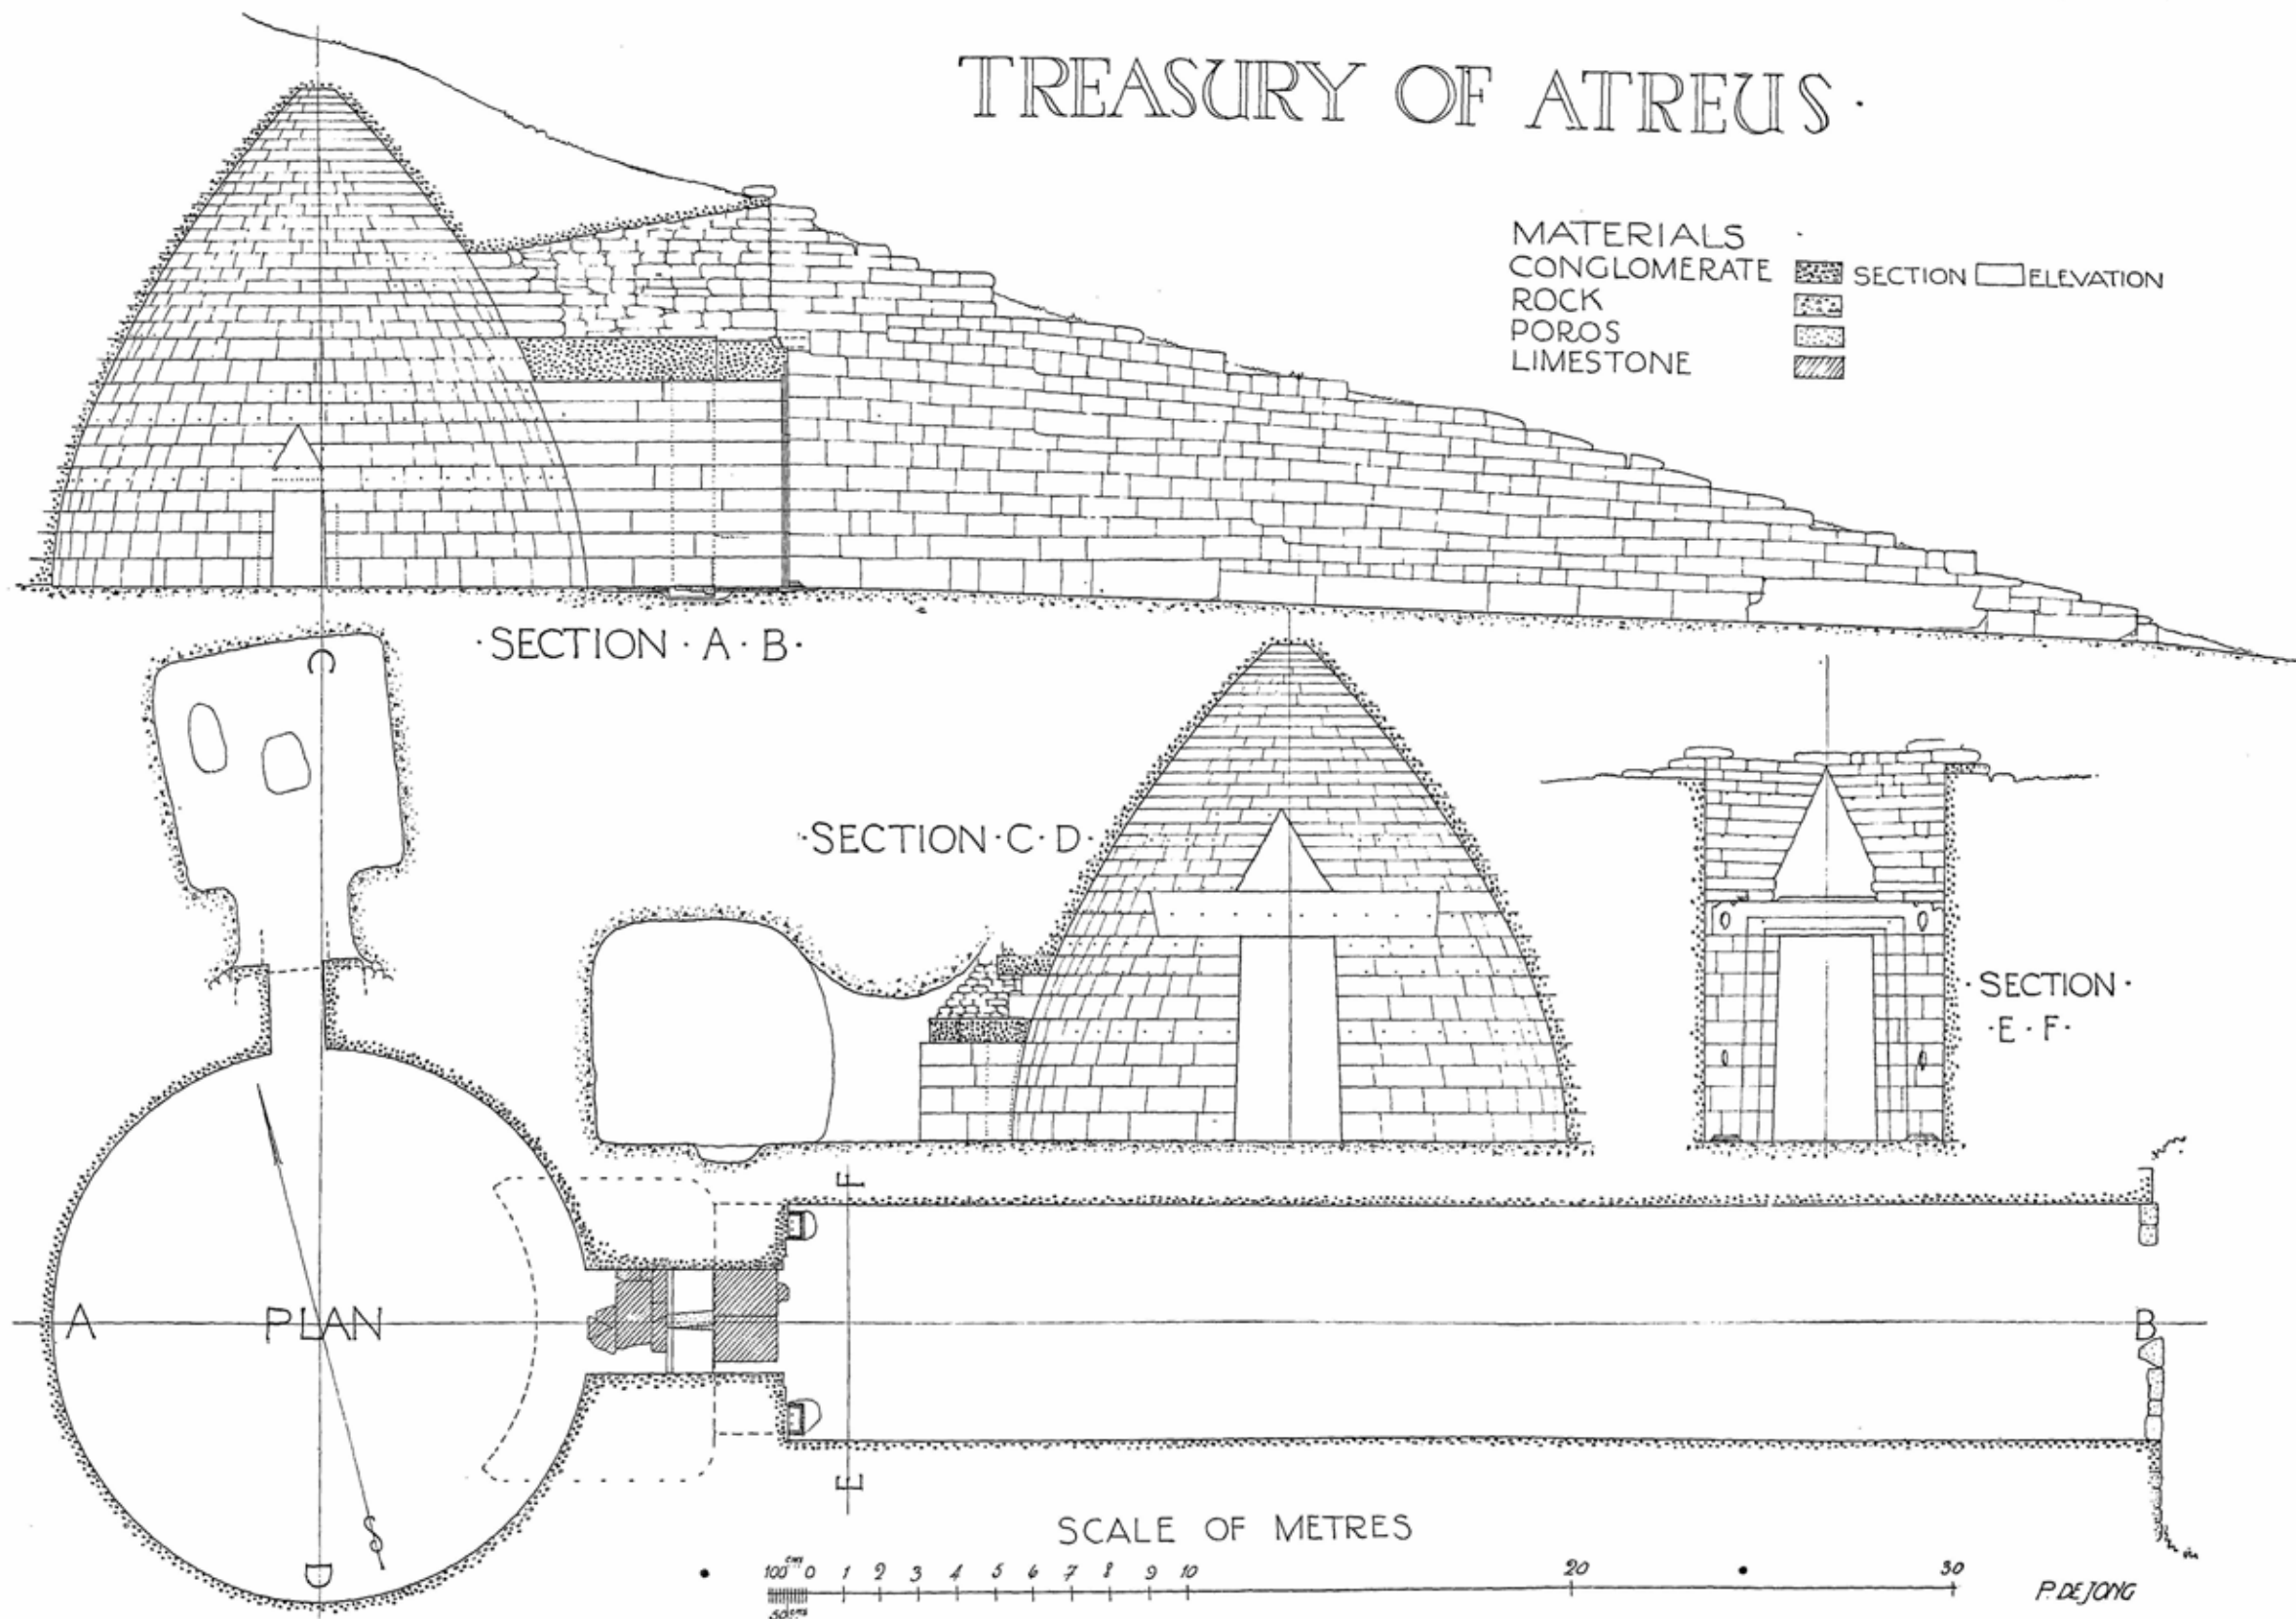 TREASURY OF ATREUS ·
MATERIALS
CONGLOMERATE SECTION ELEVATION
ROCK
POROS
LIMESTONE
· SECTION · A · B ·
C
· SECTION · C · D ·
· SECTION ·
· E · F ·
F
A PLAN B
E
S
D
SCALE OF METRES
100 cms 0 1 2 3 4 5 6 7 8 9 10 20 30
50 cms
P. DE JONG